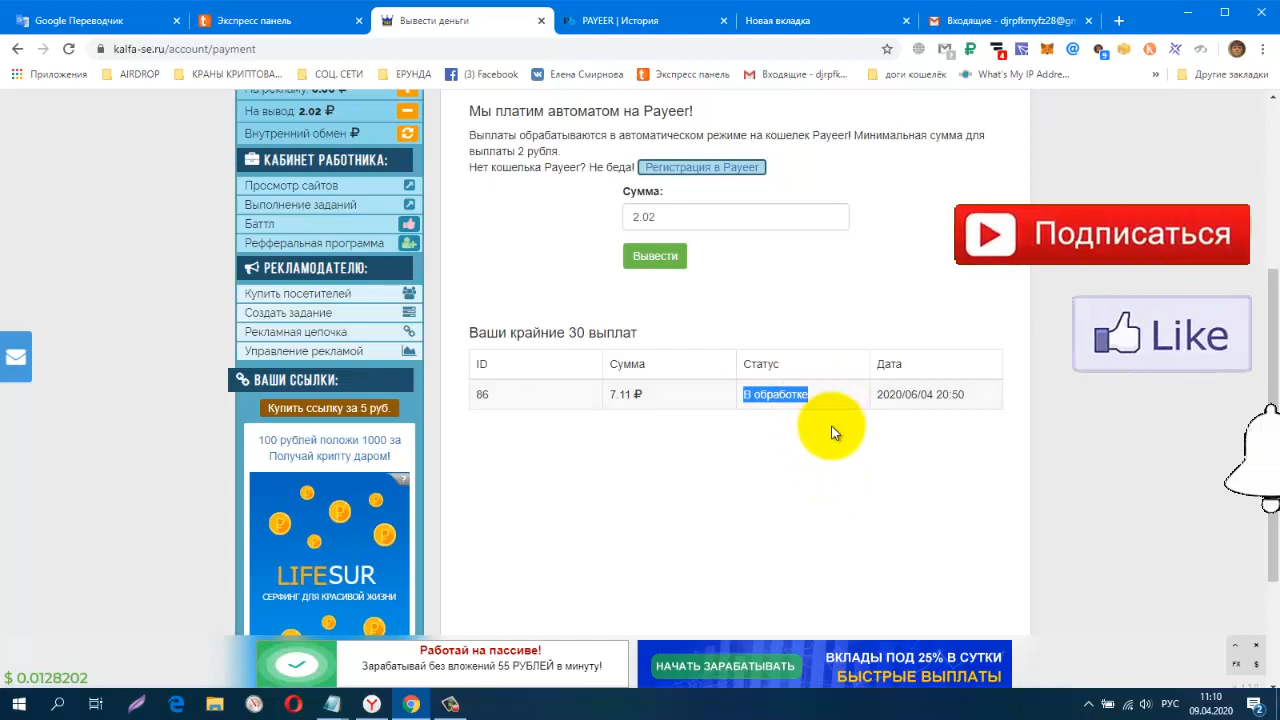 Google Переводчик
Экспресс панель
Вывести деньги
PAYEER | История
Новая вкладка
Входящие - djrpfkmyfz28@gm
kalfa-se.ru/account/payment
Приложения
AIRDROP
КРАНЫ КРИПТОВА...
СОЦ. СЕТИ
ЕРУНДА
(3) Facebook
Елена Смирнова
Экспресс панель
Входящие - djrpfk...
доги кошелёк
What's My IP Addre...
Другие закладки
На рекламу: 0.00 ₽
На вывод: 2.02 ₽
Внутренний обмен ₽
КАБИНЕТ РАБОТНИКА:
Просмотр сайтов
Выполнение заданий
Баттл
Рефферальная программа
РЕКЛАМОДАТЕЛЮ:
Купить посетителей
Создать задание
Рекламная цепочка
Управление рекламой
ВАШИ ССЫЛКИ:
Купить ссылку за 5 руб.
100 рублей положи 1000 за
Получай крипту даром!
LIFESUR
СЕРФИНГ ДЛЯ КРАСИВОЙ ЖИЗНИ
Мы платим автоматом на Payeer!
Выплаты обрабатываются в автоматическом режиме на кошелек Payeer! Минимальная сумма для
выплаты 2 рубля.
Нет кошелька Payeer? Не беда! Регистрация в Payeer
Сумма:
2.02
Вывести
Ваши крайние 30 выплат
ID Сумма Статус Дата
86 7.11 ₽ В обработке 2020/06/04 20:50
Подписаться
Like
Работай на пассиве!
Зарабатывай без вложений 55 РУБЛЕЙ в минуту!
НАЧАТЬ ЗАРАБАТЫВАТЬ
ВКЛАДЫ ПОД 25% В СУТКИ
БЫСТРЫЕ ВЫПЛАТЫ
$ 0.0128202
FX $
РУС
11:10
09.04.2020